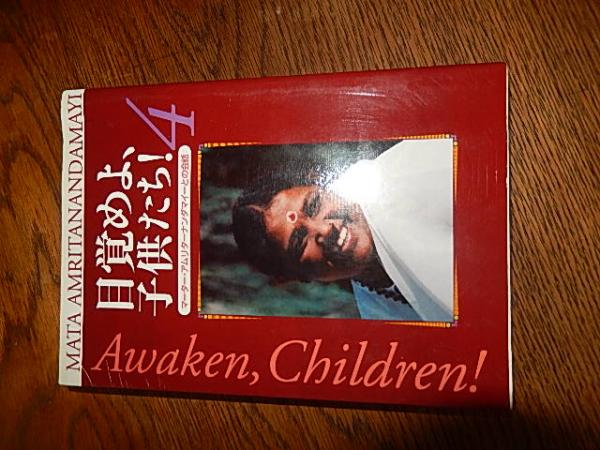 MATA AMRITANANDAMAYI
目覚めよ、
子供たち!
4
マーター・アムリターナンダマイーとの会話
Awaken, Children!